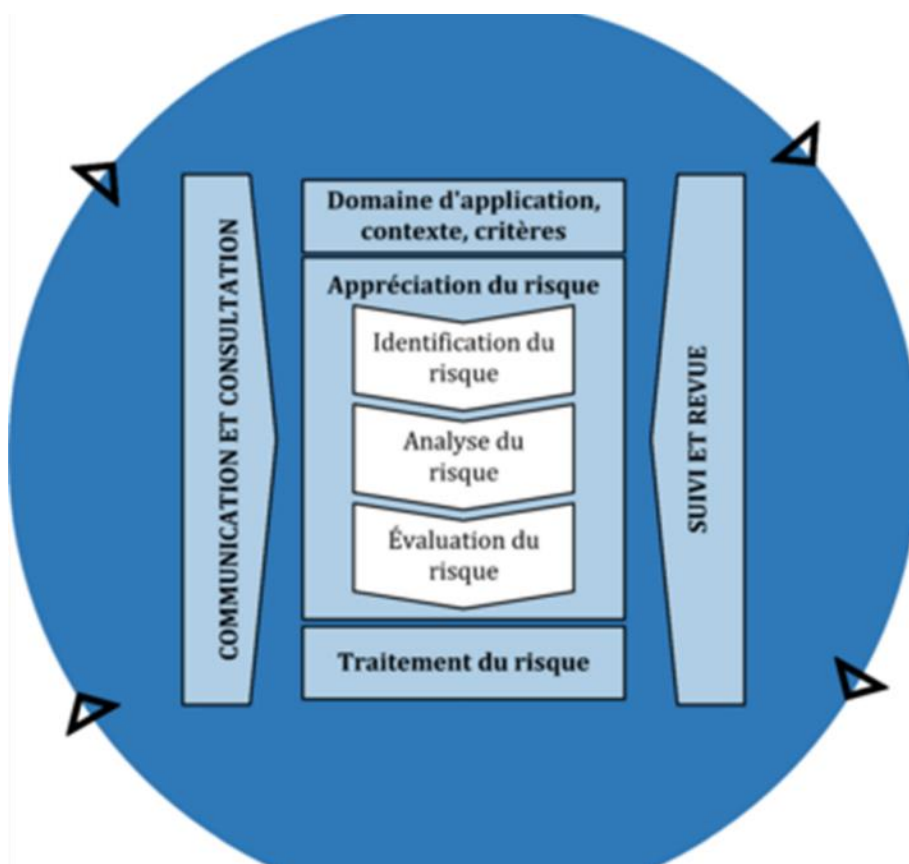 COMMUNICATION ET CONSULTATION
Domaine d'application,
contexte, critères
Appréciation du risque
Identification du
risque
Analyse du
risque
Évaluation du
risque
Traitement du risque
SUIVI ET REVUE